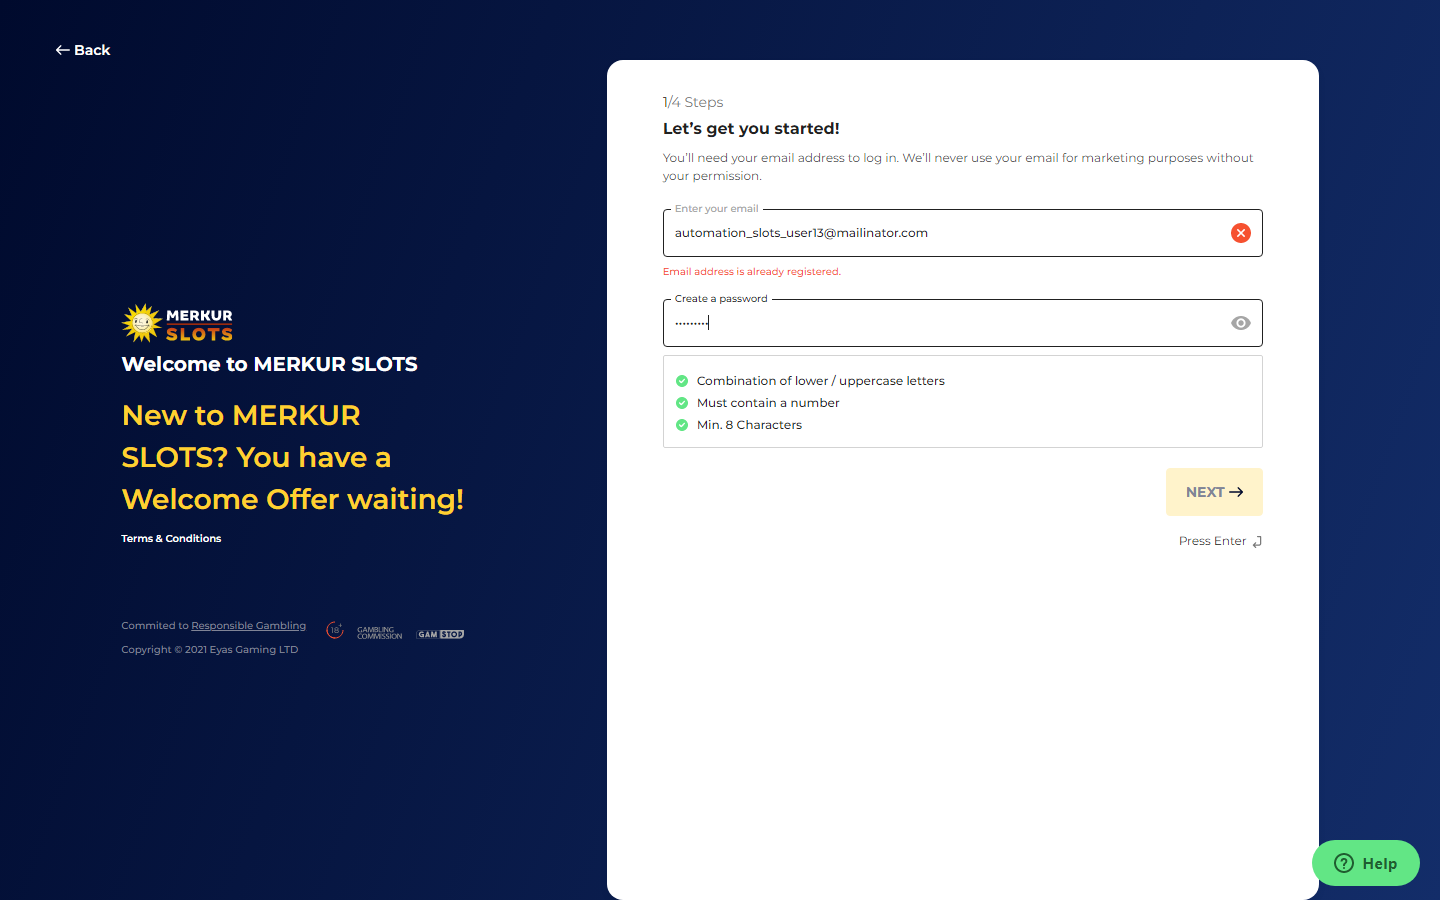 Back
1/4 Steps
Let's get you started!
You'll need your email address to log in. We'll never use your email for marketing purposes without
your permission.
Enter your email
automation_slots_user13@mailinator.com
Email address is already registered.
Create a password
•••••••••
Combination of lower / uppercase letters
Must contain a number
Min. 8 Characters
NEXT
Press Enter
MERKUR
SLOTS
Welcome to MERKUR SLOTS
New to MERKUR
SLOTS? You have a
Welcome Offer waiting!
Terms & Conditions
Commited to Responsible Gambling
18+
GAMBLING
COMMISSION
GAMSTOP
Copyright © 2021 Eyas Gaming LTD
Help